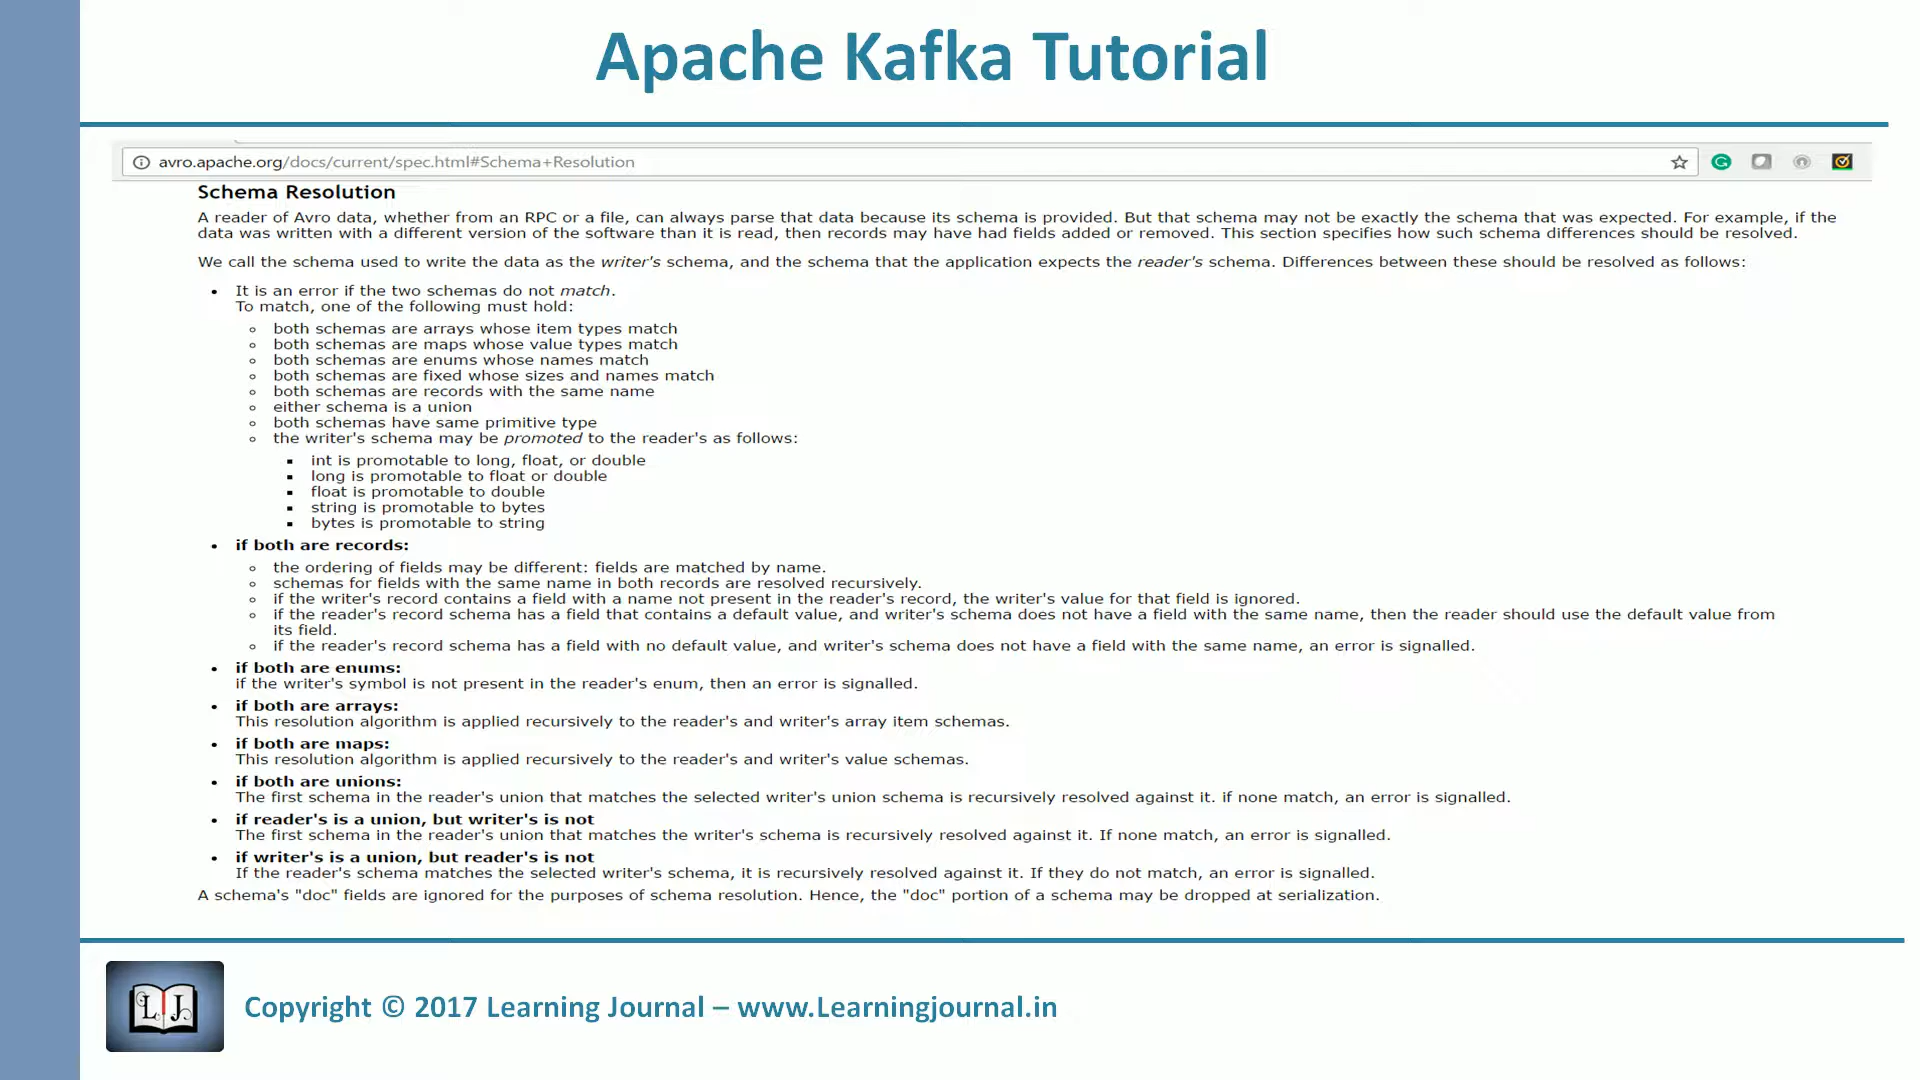 Apache Kafka Tutorial
avro.apache.org/docs/current/spec.html#Schema+Resolution
Schema Resolution
A reader of Avro data, whether from an RPC or a file, can always parse that data because its schema is provided. But that schema may not be exactly the schema that was expected. For example, if the
data was written with a different version of the software than it is read, then records may have had fields added or removed. This section specifies how such schema differences should be resolved.
We call the schema used to write the data as the writer's schema, and the schema that the application expects the reader's schema. Differences between these should be resolved as follows:
• It is an error if the two schemas do not match.
To match, one of the following must hold:
◦ both schemas are arrays whose item types match
◦ both schemas are maps whose value types match
◦ both schemas are enums whose names match
◦ both schemas are fixed whose sizes and names match
◦ both schemas are records with the same name
◦ either schema is a union
◦ both schemas have same primitive type
◦ the writer's schema may be promoted to the reader's as follows:
▪ int is promotable to long, float, or double
▪ long is promotable to float or double
▪ float is promotable to double
▪ string is promotable to bytes
▪ bytes is promotable to string
• if both are records:
◦ the ordering of fields may be different: fields are matched by name.
◦ schemas for fields with the same name in both records are resolved recursively.
◦ if the writer's record contains a field with a name not present in the reader's record, the writer's value for that field is ignored.
◦ if the reader's record schema has a field that contains a default value, and writer's schema does not have a field with the same name, then the reader should use the default value from
its field.
◦ if the reader's record schema has a field with no default value, and writer's schema does not have a field with the same name, an error is signalled.
• if both are enums:
if the writer's symbol is not present in the reader's enum, then an error is signalled.
• if both are arrays:
This resolution algorithm is applied recursively to the reader's and writer's array item schemas.
• if both are maps:
This resolution algorithm is applied recursively to the reader's and writer's value schemas.
• if both are unions:
The first schema in the reader's union that matches the selected writer's union schema is recursively resolved against it. if none match, an error is signalled.
• if reader's is a union, but writer's is not
The first schema in the reader's union that matches the writer's schema is recursively resolved against it. If none match, an error is signalled.
• if writer's is a union, but reader's is not
If the reader's schema matches the selected writer's schema, it is recursively resolved against it. If they do not match, an error is signalled.
A schema's "doc" fields are ignored for the purposes of schema resolution. Hence, the "doc" portion of a schema may be dropped at serialization.
LJ
Copyright © 2017 Learning Journal – www.Learningjournal.in